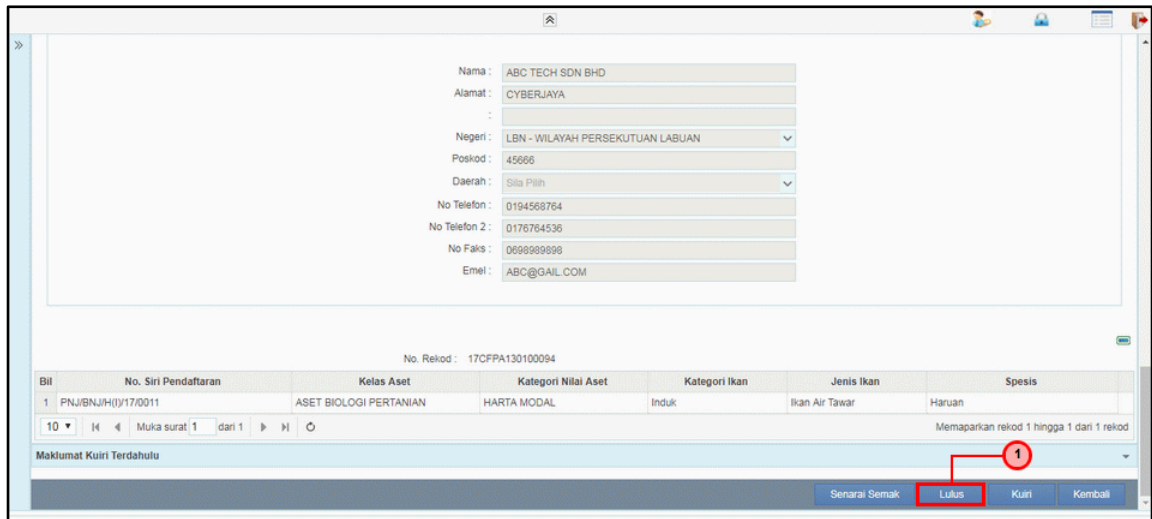 Nama : ABC TECH SDN BHD
Alamat : CYBERJAYA
:
Negeri : LBN - WILAYAH PERSEKUTUAN LABUAN
Poskod : 45666
Daerah : Sila Pilih
No Telefon : 0194568764
No Telefon 2 : 0176764536
No Faks : 0698989898
Emel : ABC@GAIL.COM
No. Rekod : 17CFPA130100094
Bil No. Siri Pendaftaran Kelas Aset Kategori Nilai Aset Kategori Ikan Jenis Ikan Spesis
1 PNJ/BNJ/H(I)/17/0011 ASET BIOLOGI PERTANIAN HARTA MODAL Induk Ikan Air Tawar Haruan
10 Muka surat 1 dari 1 Memaparkan rekod 1 hingga 1 dari 1 rekod
Maklumat Kuiri Terdahulu
1
Senarai Semak Lulus Kuiri Kembali